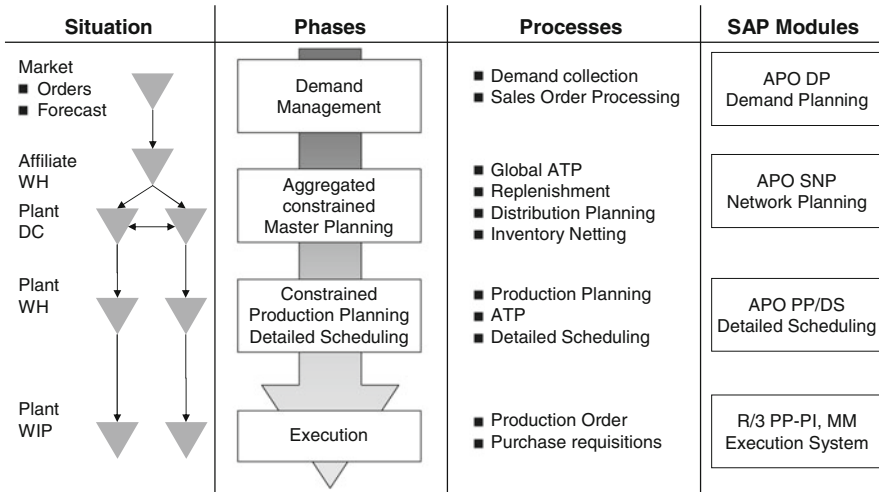 Situation
Phases
Processes
SAP Modules
Market
■ Orders
■ Forecast
Affiliate
WH
Plant
DC
Plant
WH
Plant
WIP
Demand
Management
Aggregated
constrained
Master Planning
Constrained
Production Planning
Detailed Scheduling
Execution
■ Demand collection
■ Sales Order Processing
■ Global ATP
■ Replenishment
■ Distribution Planning
■ Inventory Netting
■ Production Planning
■ ATP
■ Detailed Scheduling
■ Production Order
■ Purchase requisitions
APO DP
Demand Planning
APO SNP
Network Planning
APO PP/DS
Detailed Scheduling
R/3 PP-PI, MM
Execution System